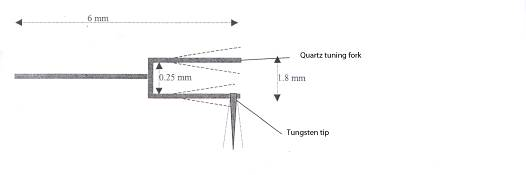 6 mm
Quartz tuning fork
0.25 mm
1.8 mm
Tungsten tip